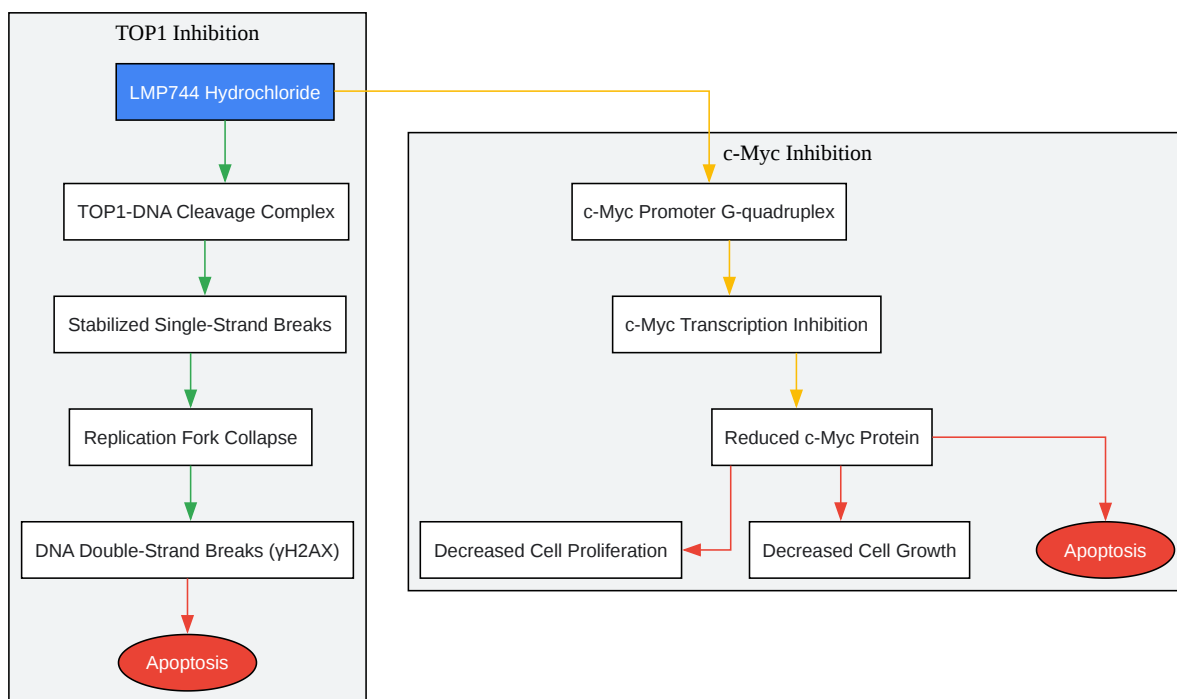 TOP1 Inhibition
LMP744 Hydrochloride
TOP1-DNA Cleavage Complex
Stabilized Single-Strand Breaks
Replication Fork Collapse
DNA Double-Strand Breaks (γH2AX)
Apoptosis
c-Myc Inhibition
c-Myc Promoter G-quadruplex
c-Myc Transcription Inhibition
Reduced c-Myc Protein
Decreased Cell Proliferation
Decreased Cell Growth
Apoptosis